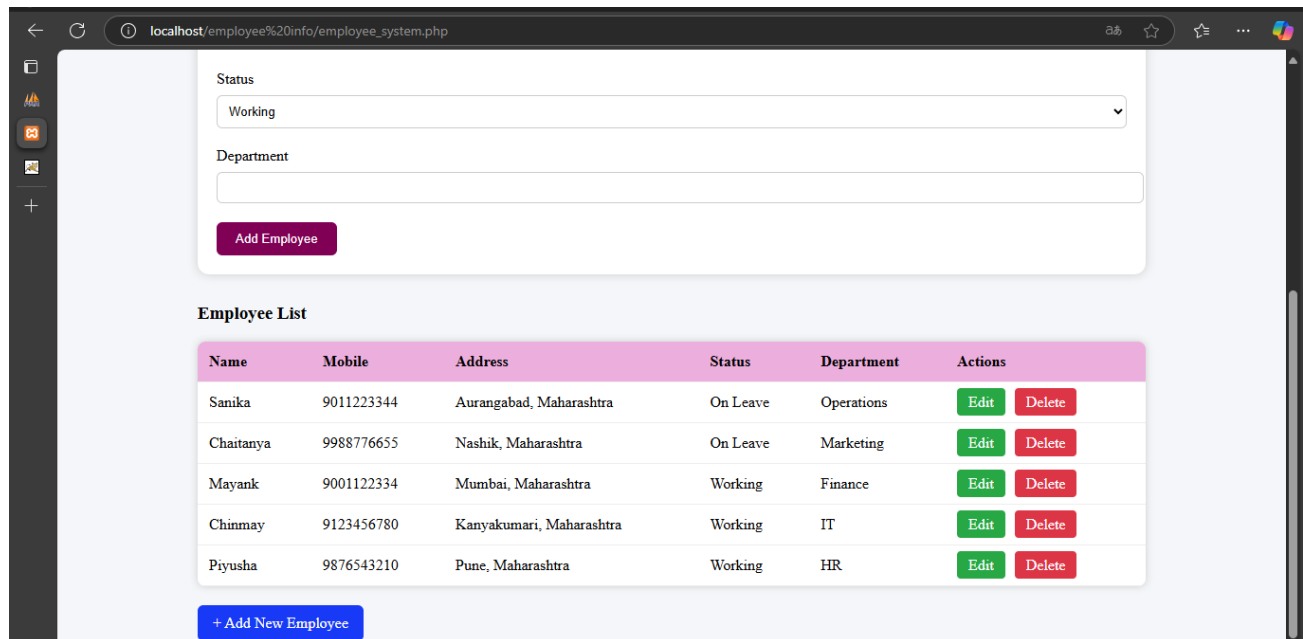 localhost/employee%20info/employee_system.php
Status
Working
Department
Add Employee
Employee List
Name Mobile Address Status Department Actions
Sanika 9011223344 Aurangabad, Maharashtra On Leave Operations Edit Delete
Chaitanya 9988776655 Nashik, Maharashtra On Leave Marketing Edit Delete
Mayank 9001122334 Mumbai, Maharashtra Working Finance Edit Delete
Chinmay 9123456780 Kanyakumari, Maharashtra Working IT Edit Delete
Piyusha 9876543210 Pune, Maharashtra Working HR Edit Delete
+ Add New Employee